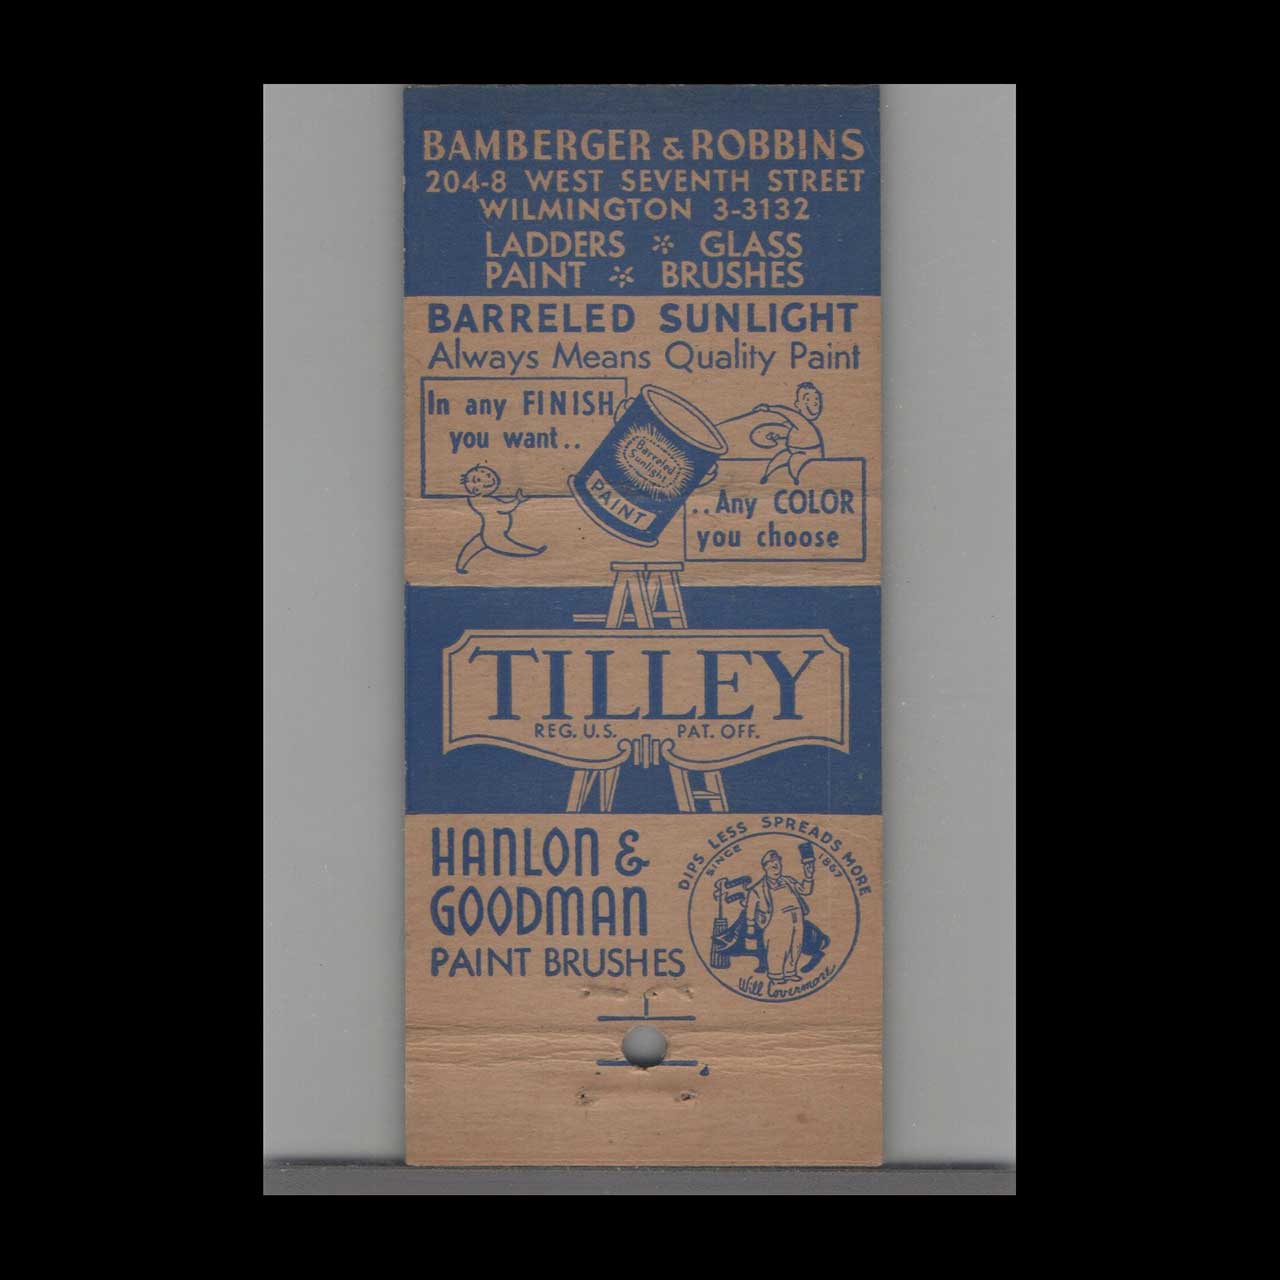 BAMBERGER & ROBBINS
204-8 WEST SEVENTH STREET
WILMINGTON 3-3132
LADDERS * GLASS
PAINT * BRUSHES
BARRELED SUNLIGHT
Always Means Quality Paint
In any FINISH
you want..
Barreled
Sunlight
PAINT
..Any COLOR
you choose
TILLEY
REG. U.S. PAT. OFF.
HANLON &
GOODMAN
PAINT BRUSHES
DIPS LESS SPREADS MORE
SINCE 1867
Will Covermore